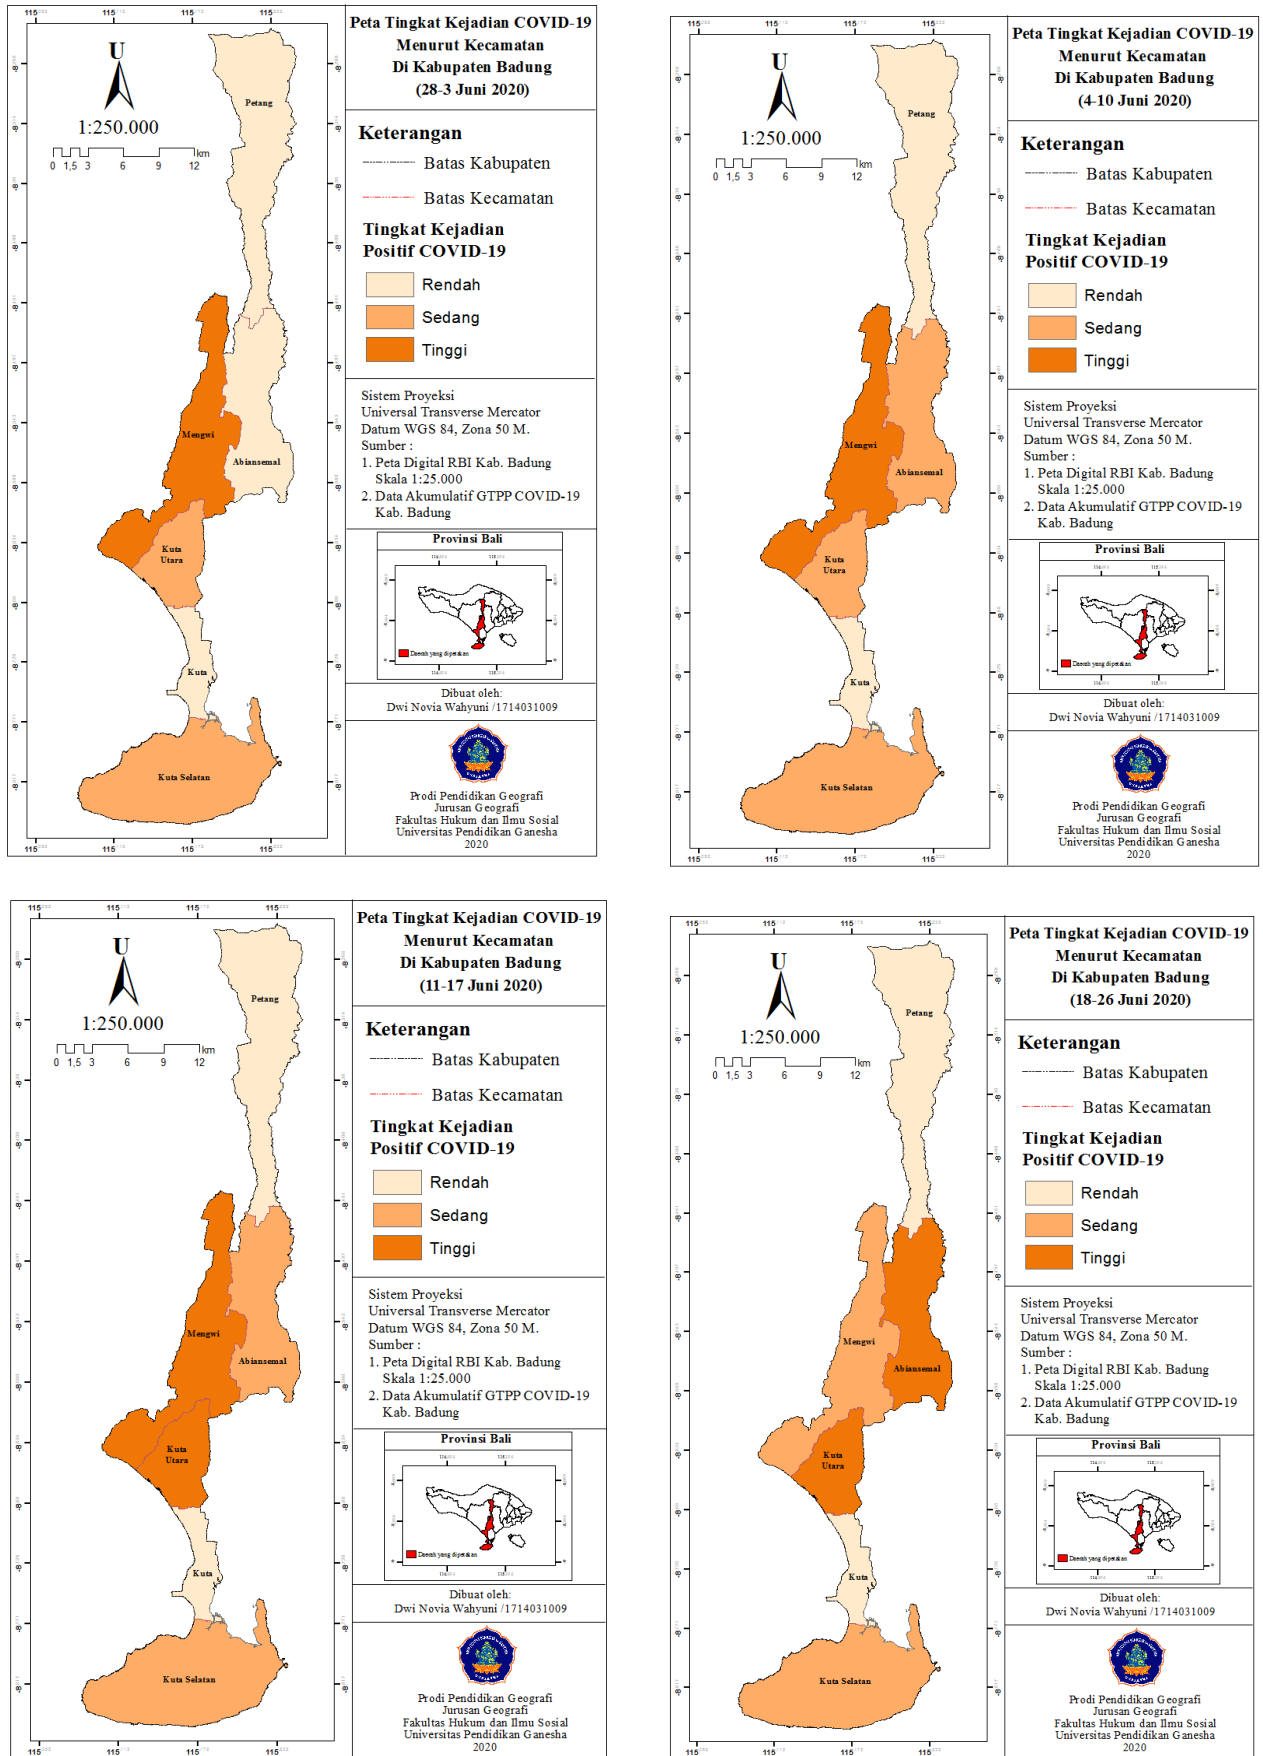 Peta Tingkat Kejadian COVID-19
Menurut Kecamatan
Di Kabupaten Badung
(28-3 Juni 2020)
U
1:250.000
0 1,5 3 6 9 12 km
Keterangan
Batas Kabupaten
Batas Kecamatan
Tingkat Kejadian
Positif COVID-19
Rendah
Sedang
Tinggi
Petang
Mengwi
Abiansemal
Kuta
Utara
Kuta
Kuta Selatan
Sistem Proyeksi
Universal Transverse Mercator
Datum WGS 84, Zona 50 M.
Sumber :
1. Peta Digital RBI Kab. Badung
Skala 1:25.000
2. Data Akumulatif GTPP COVID-19
Kab. Badung
Provinsi Bali
Daerah yang dipetakan
Dibuat oleh:
Dwi Novia Wahyuni /1714031009
Prodi Pendidikan Geografi
Jurusan Geografi
Fakultas Hukum dan Ilmu Sosial
Universitas Pendidikan Ganesha
2020
Peta Tingkat Kejadian COVID-19
Menurut Kecamatan
Di Kabupaten Badung
(4-10 Juni 2020)
U
1:250.000
0 1,5 3 6 9 12 km
Keterangan
Batas Kabupaten
Batas Kecamatan
Tingkat Kejadian
Positif COVID-19
Rendah
Sedang
Tinggi
Petang
Mengwi
Abiansemal
Kuta
Utara
Kuta
Kuta Selatan
Sistem Proyeksi
Universal Transverse Mercator
Datum WGS 84, Zona 50 M.
Sumber :
1. Peta Digital RBI Kab. Badung
Skala 1:25.000
2. Data Akumulatif GTPP COVID-19
Kab. Badung
Provinsi Bali
Daerah yang dipetakan
Dibuat oleh:
Dwi Novia Wahyuni /1714031009
Prodi Pendidikan Geografi
Jurusan Geografi
Fakultas Hukum dan Ilmu Sosial
Universitas Pendidikan Ganesha
2020
Peta Tingkat Kejadian COVID-19
Menurut Kecamatan
Di Kabupaten Badung
(11-17 Juni 2020)
U
1:250.000
0 1,5 3 6 9 12 km
Keterangan
Batas Kabupaten
Batas Kecamatan
Tingkat Kejadian
Positif COVID-19
Rendah
Sedang
Tinggi
Petang
Mengwi
Abiansemal
Kuta
Utara
Kuta
Kuta Selatan
Sistem Proyeksi
Universal Transverse Mercator
Datum WGS 84, Zona 50 M.
Sumber :
1. Peta Digital RBI Kab. Badung
Skala 1:25.000
2. Data Akumulatif GTPP COVID-19
Kab. Badung
Provinsi Bali
Daerah yang dipetakan
Dibuat oleh:
Dwi Novia Wahyuni /1714031009
Prodi Pendidikan Geografi
Jurusan Geografi
Fakultas Hukum dan Ilmu Sosial
Universitas Pendidikan Ganesha
2020
Peta Tingkat Kejadian COVID-19
Menurut Kecamatan
Di Kabupaten Badung
(18-26 Juni 2020)
U
1:250.000
0 1,5 3 6 9 12 km
Keterangan
Batas Kabupaten
Batas Kecamatan
Tingkat Kejadian
Positif COVID-19
Rendah
Sedang
Tinggi
Petang
Mengwi
Abiansemal
Kuta
Utara
Kuta
Kuta Selatan
Sistem Proyeksi
Universal Transverse Mercator
Datum WGS 84, Zona 50 M.
Sumber :
1. Peta Digital RBI Kab. Badung
Skala 1:25.000
2. Data Akumulatif GTPP COVID-19
Kab. Badung
Provinsi Bali
Daerah yang dipetakan
Dibuat oleh:
Dwi Novia Wahyuni /1714031009
Prodi Pendidikan Geografi
Jurusan Geografi
Fakultas Hukum dan Ilmu Sosial
Universitas Pendidikan Ganesha
2020